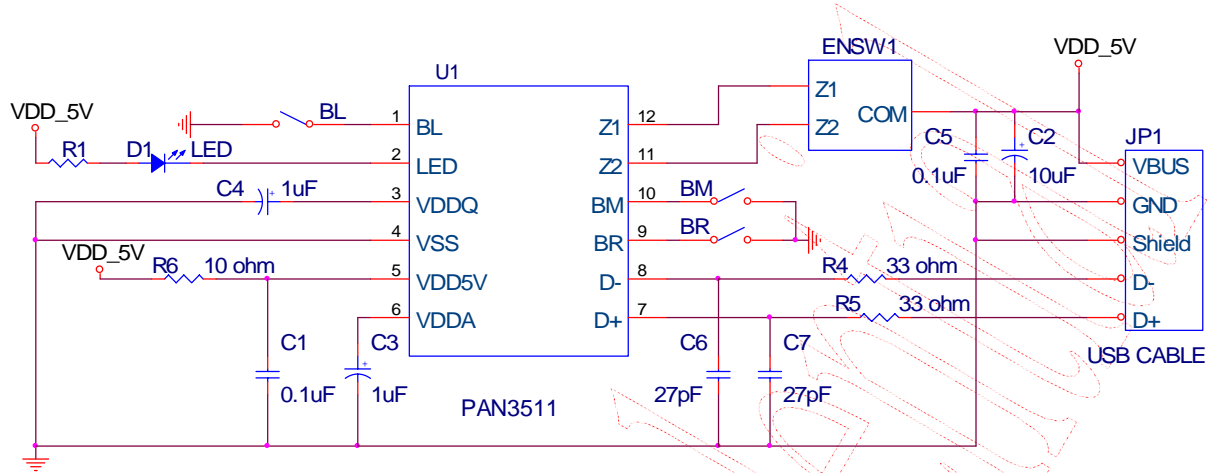 ENSW1
VDD_5V
U1
VDD_5V
BL
1
BL
Z1
12
Z1
COM
C5
C2
JP1
R1
D1
LED
2
LED
Z2
11
Z2
0.1uF
10uF
VBUS
C4
1uF
3
VDDQ
BM
10
BM
GND
4
VSS
BR
9
BR
Shield
VDD_5V
R6
10 ohm
5
VDD5V
D-
8
R4
33 ohm
D-
6
VDDA
D+
7
R5
33 ohm
D+
C1
C3
C6
C7
USB CABLE
0.1uF
1uF
PAN3511
27pF
27pF